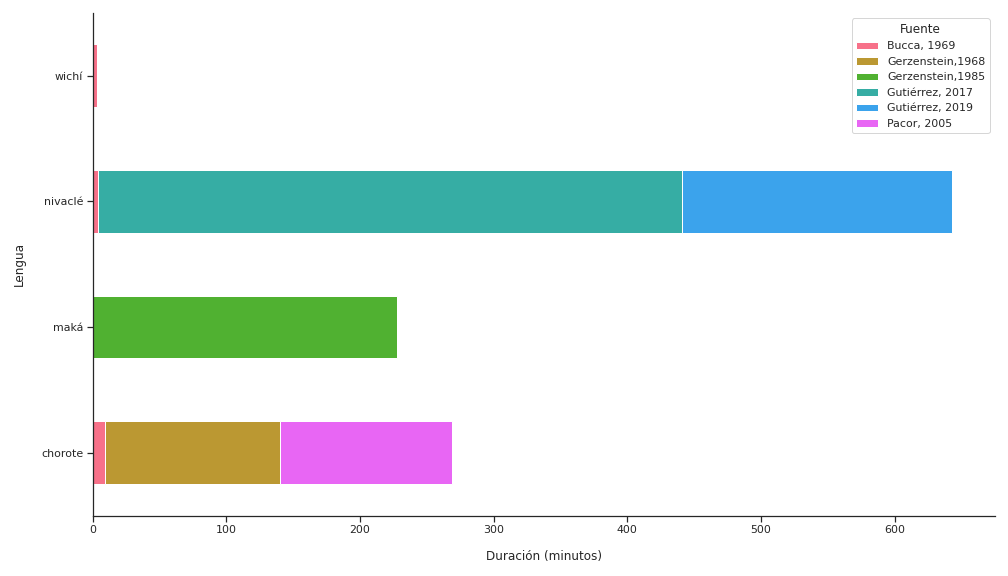 Fuente
Bucca, 1969
Gerzenstein,1968
Gerzenstein,1985
Gutiérrez, 2017
Gutiérrez, 2019
Pacor, 2005
wichí
nivaclé
maká
chorote
Lengua
0 100 200 300 400 500 600
Duración (minutos)